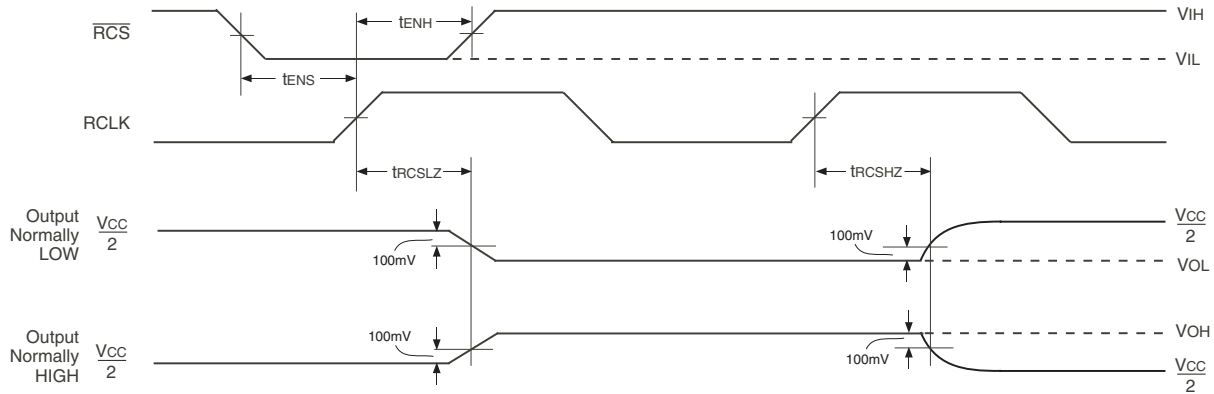 RCS
tENH
VIH
VIL
tENS
RCLK
tRCSLZ
tRCSHZ
Output
Normally
LOW
VCC
2
100mV
100mV
VCC
2
VOL
Output
Normally
HIGH
VCC
2
100mV
100mV
VOH
VCC
2